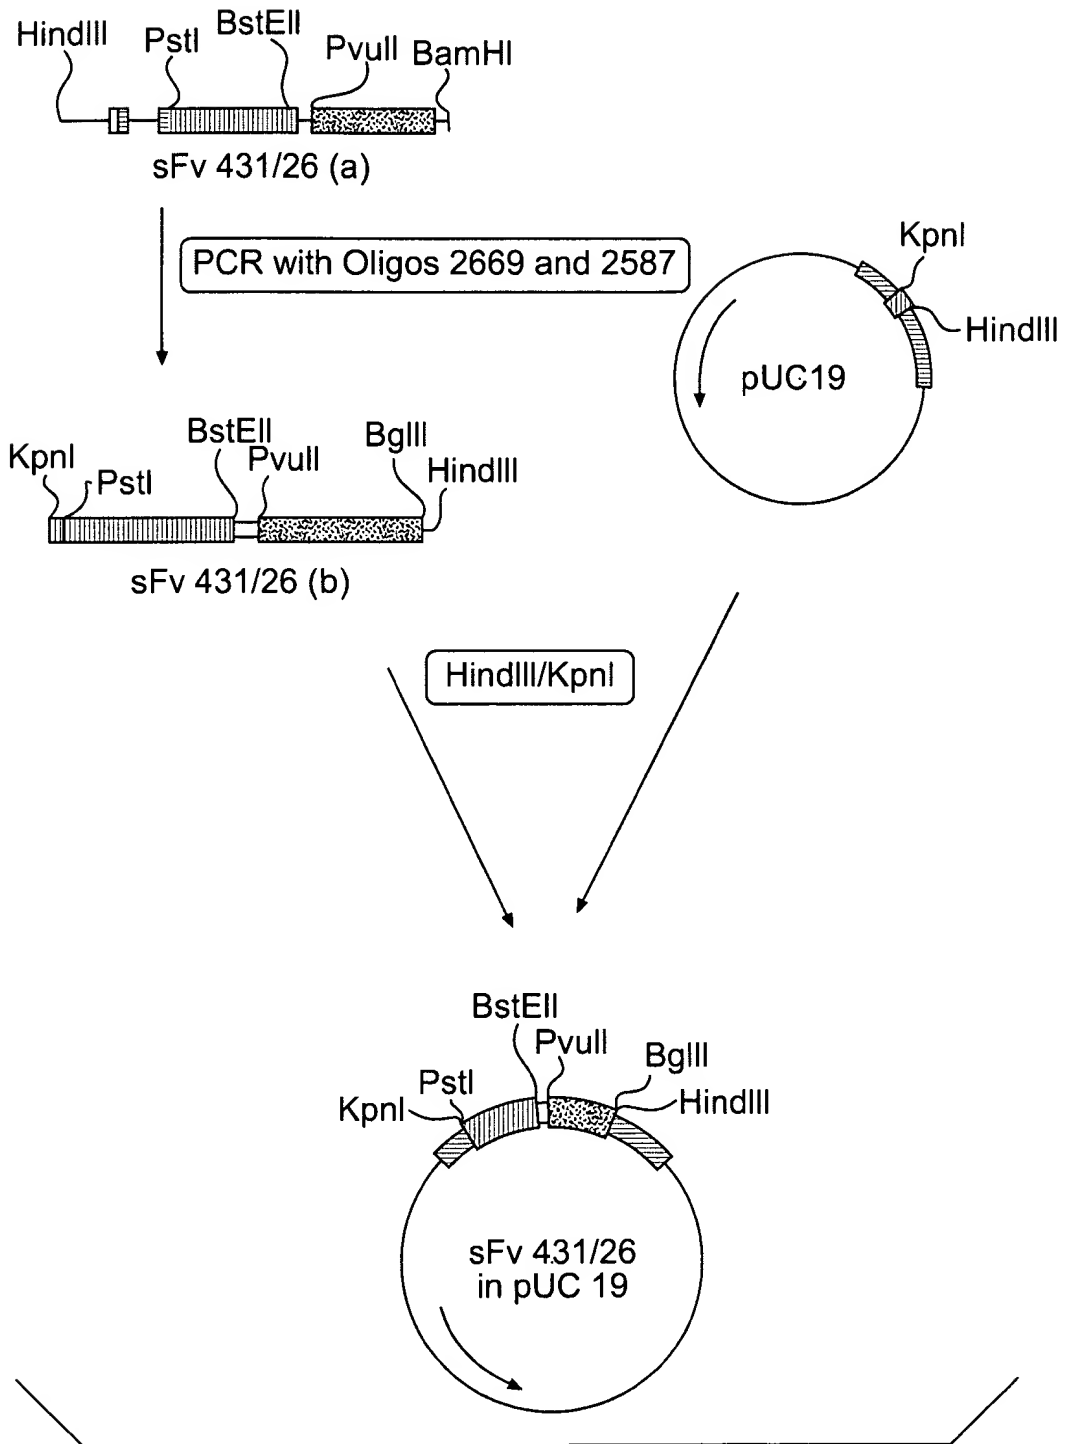 HindIII
PstI
BstEII
PvuII
BamHI
sFv 431/26 (a)
PCR with Oligos 2669 and 2587
KpnI
HindIII
pUC19
KpnI
PstI
BstEII
PvuII
BglII
HindIII
sFv 431/26 (b)
HindIII/KpnI
BstEII
PvuII
BglII
PstI
KpnI
HindIII
sFv 431/26
in pUC 19